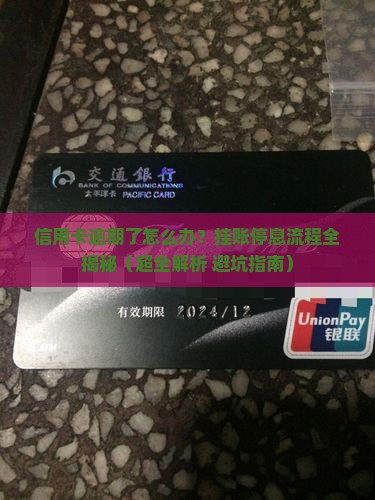 交通銀行
BANK OF COMMUNICATIONS
太平洋卡 PACIFIC CARD
信用卡逾期了怎么办？挂账停息流程全
揭秘（超全解析 避坑指南）
有效期限 2024/12
ATM
UnionPay
银联